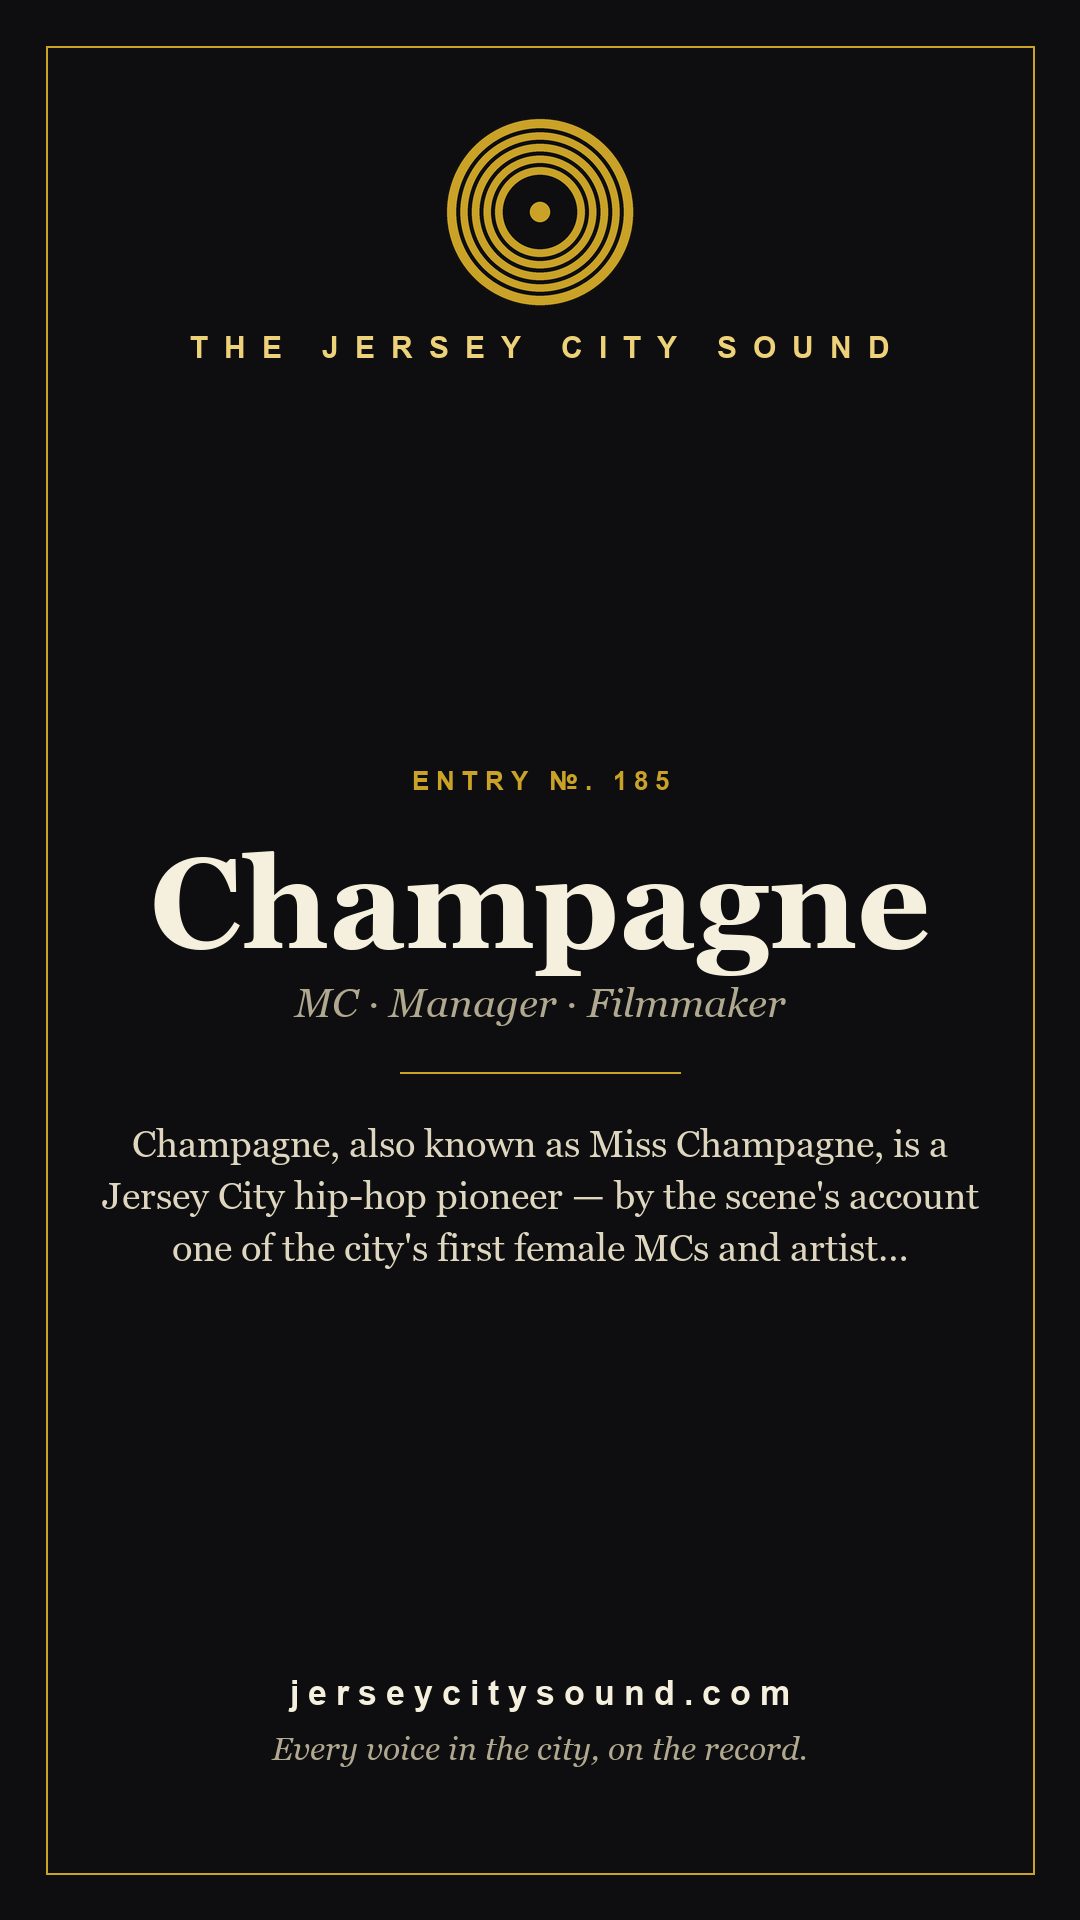 THE JERSEY CITY SOUND
ENTRY №. 185
Champagne
MC · Manager · Filmmaker
Champagne, also known as Miss Champagne, is a
Jersey City hip-hop pioneer — by the scene's account
one of the city's first female MCs and artist...
jerseycitysound.com
Every voice in the city, on the record.